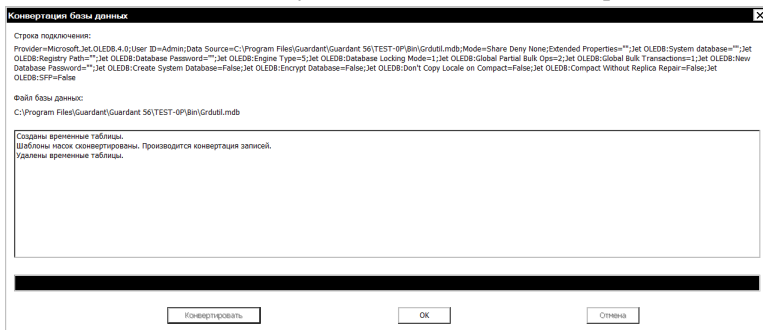 Конвертация базы данных
Строка подключения:
Provider=Microsoft.Jet.OLEDB.4.0;User ID=Admin;Data Source=C:\Program Files\Guardant\Guardant 56\TEST-0P\Bin\Grdutil.mdb;Mode=Share Deny None;Extended Properties="";Jet OLEDB:System database="";Jet
OLEDB:Registry Path="";Jet OLEDB:Database Password="";Jet OLEDB:Engine Type=5;Jet OLEDB:Database Locking Mode=1;Jet OLEDB:Global Partial Bulk Ops=2;Jet OLEDB:Global Bulk Transactions=1;Jet OLEDB:New
Database Password="";Jet OLEDB:Create System Database=False;Jet OLEDB:Encrypt Database=False;Jet OLEDB:Don't Copy Locale on Compact=False;Jet OLEDB:Compact Without Replica Repair=False;Jet
OLEDB:SFP=False
Файл базы данных:
C:\Program Files\Guardant\Guardant 56\TEST-0P\Bin\Grdutil.mdb
Созданы временные таблицы.
Шаблоны масок сконвертированы. Производится конвертация записей.
Удалены временные таблицы.
Конвертировать
OK
Отмена